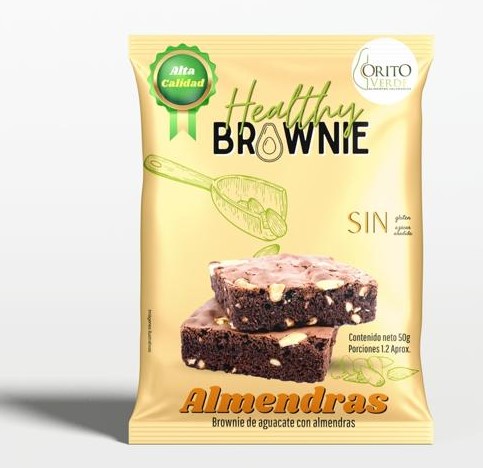 Alta
Calidad
ORITO
VERDE
Healthy
BROWNIE
SIN
gluten
azúcar
añadida
Contenido neto 50g
Porciones 1.2 Aprox.
Almendras
Brownie de aguacate con almendras